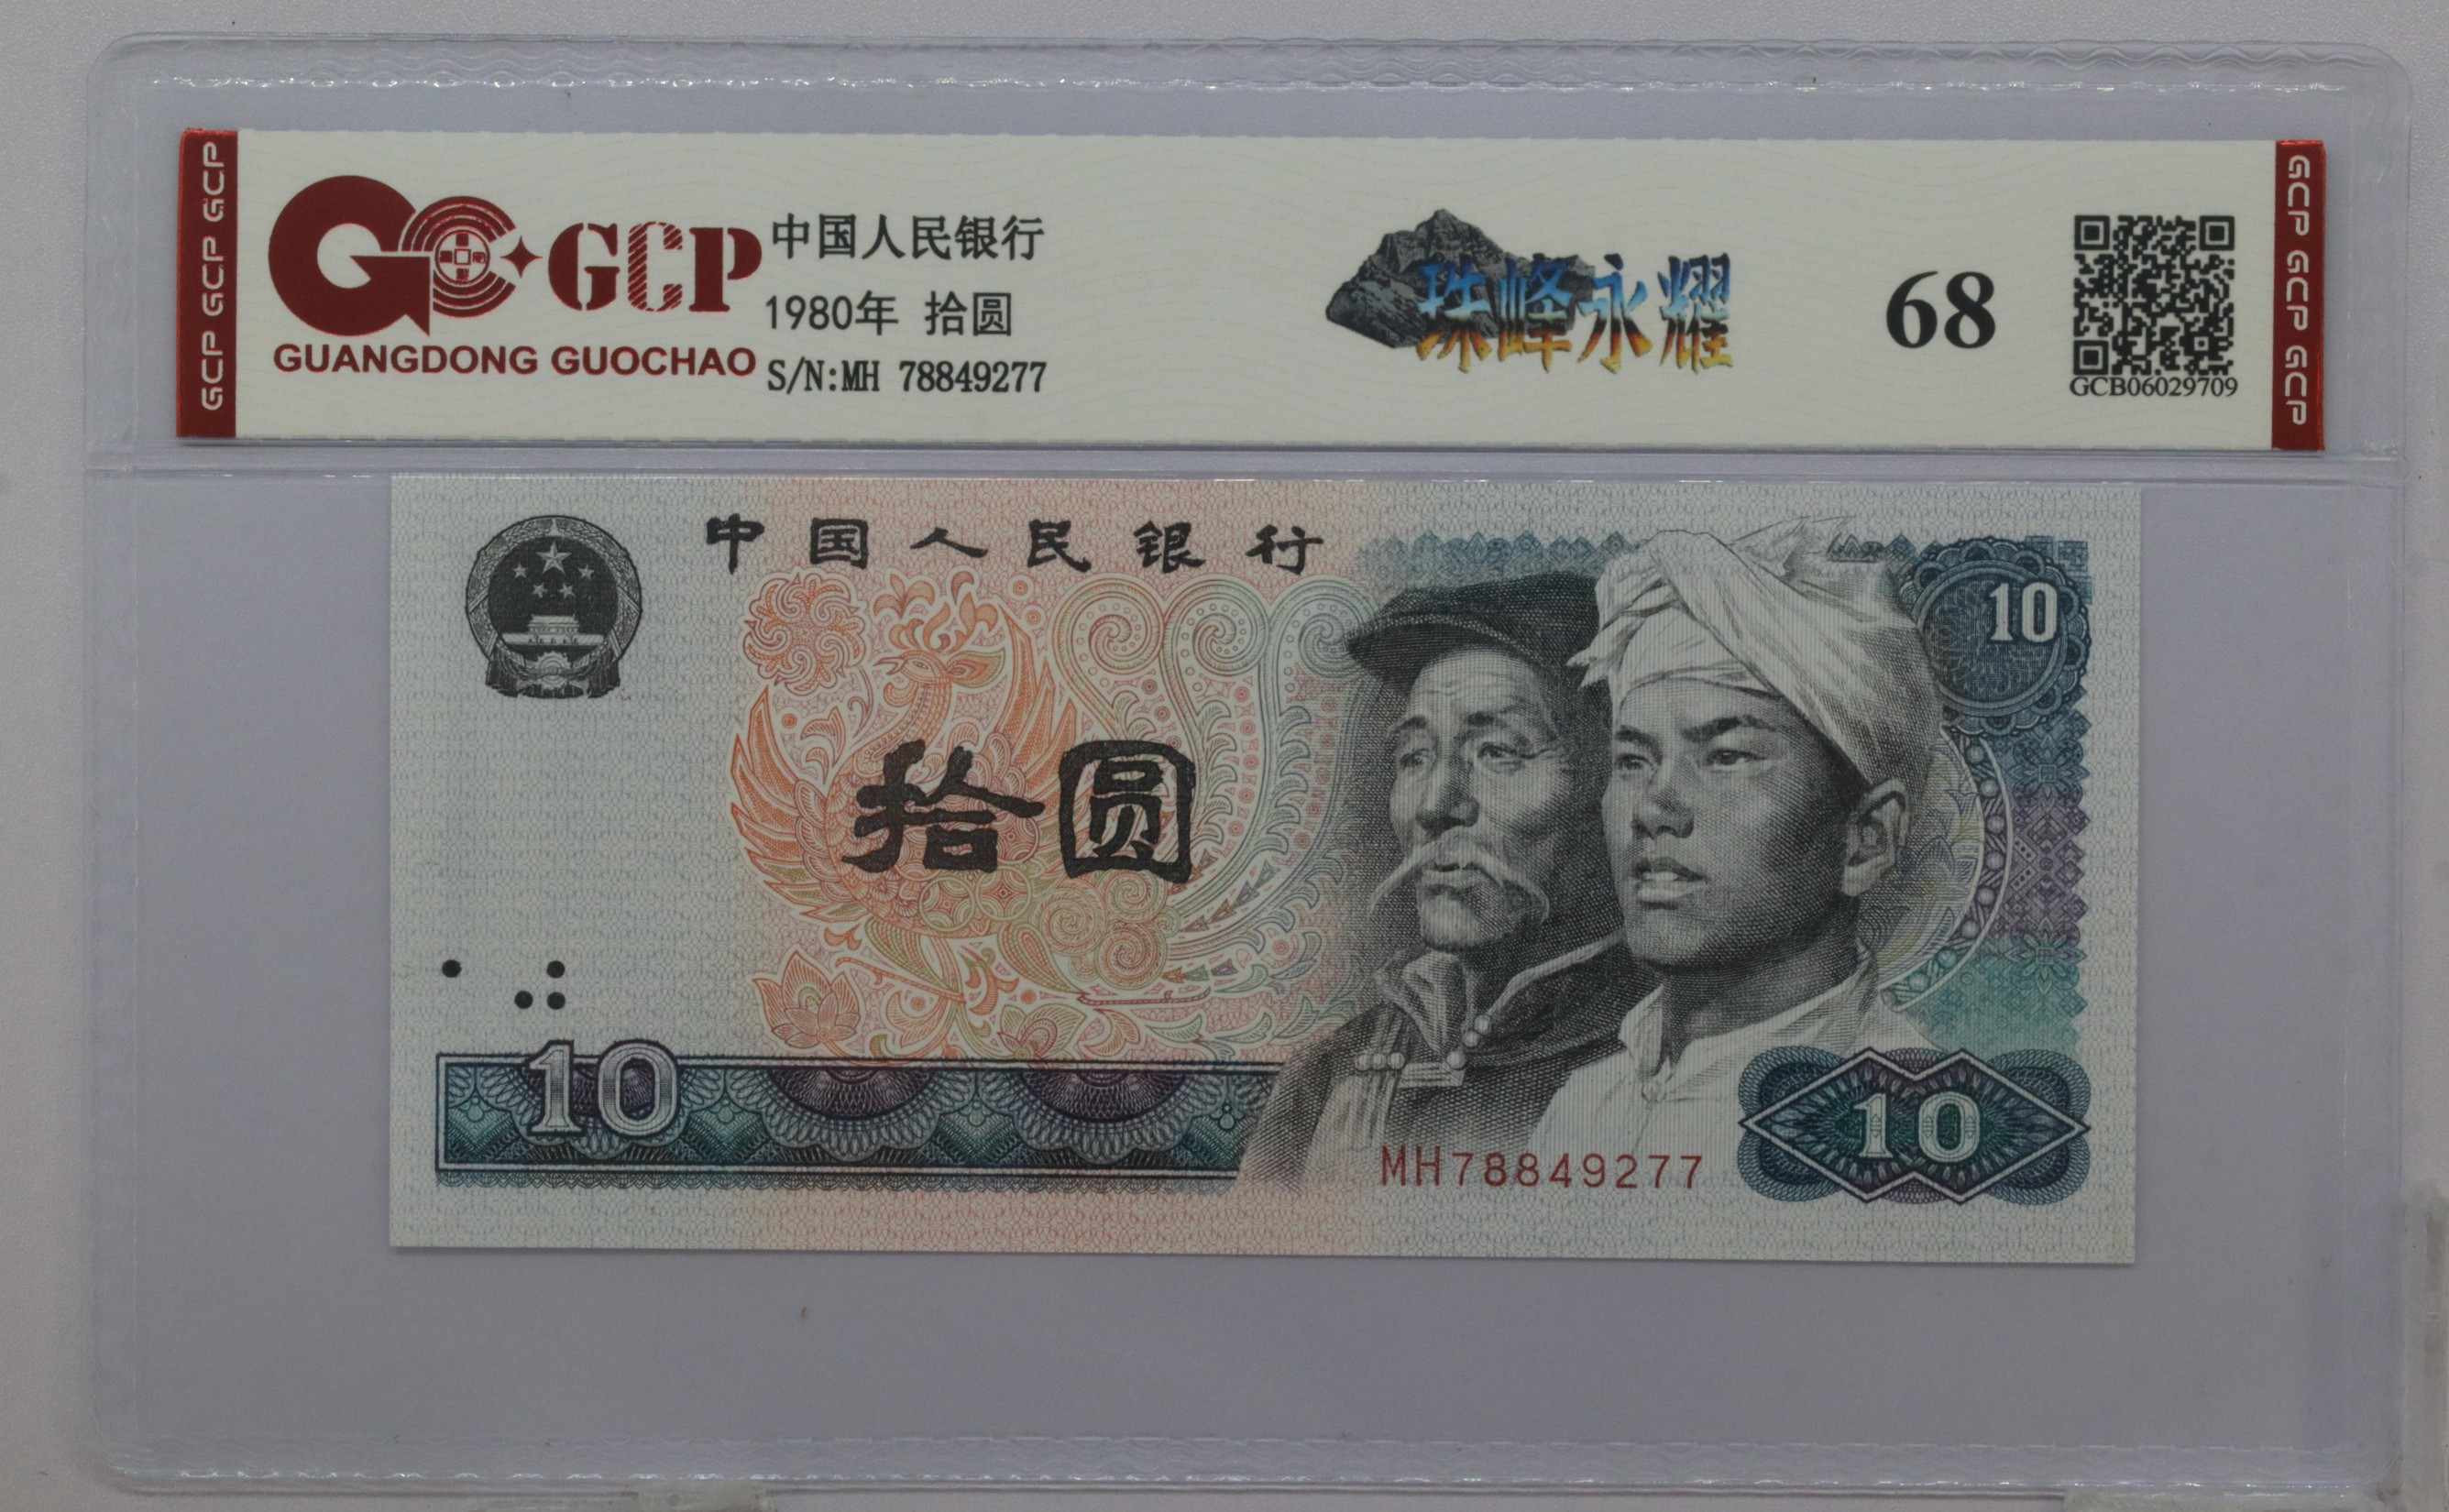 GCP GCP GCP
GCP
GUANGDONG GUOCHAO
中国人民银行
1980年 拾圆
S/N:MH 78849277
珠峰永耀
68
GCB06029709
GCP GCP GCP
中国人民银行
10
拾圆
10
MH78849277
10